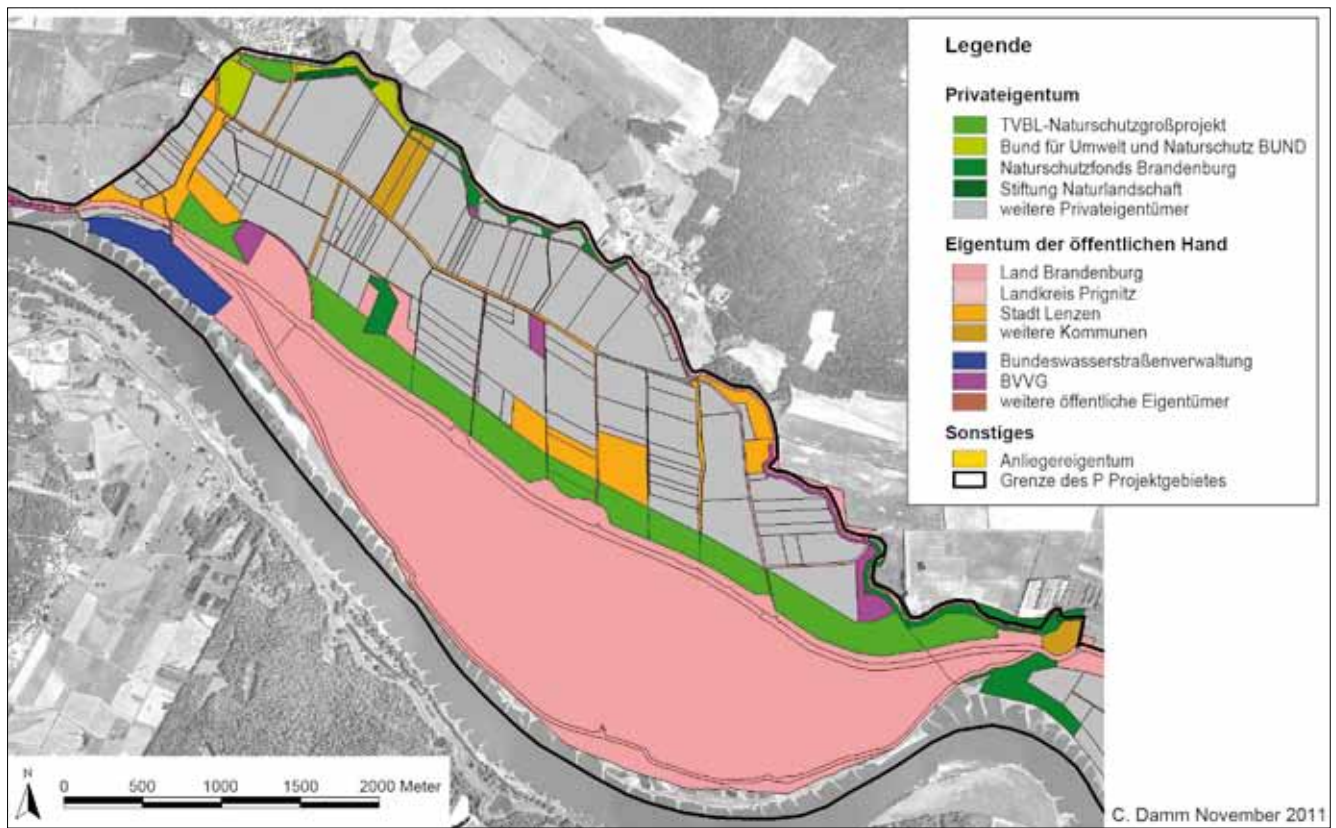 Legende
Privateigentum
TVBL-Naturschutzgroßprojekt
Bund für Umwelt und Naturschutz BUND
Naturschutzfonds Brandenburg
Stiftung Naturlandschaft
weitere Privateigentümer
Eigentum der öffentlichen Hand
Land Brandenburg
Landkreis Prignitz
Stadt Lenzen
weitere Kommunen
Bundeswasserstraßenverwaltung
BVVG
weitere öffentliche Eigentümer
Sonstiges
Anliegereigentum
Grenze des P Projektgebietes
N
0 500 1000 1500 2000 Meter
C. Damm November 2011